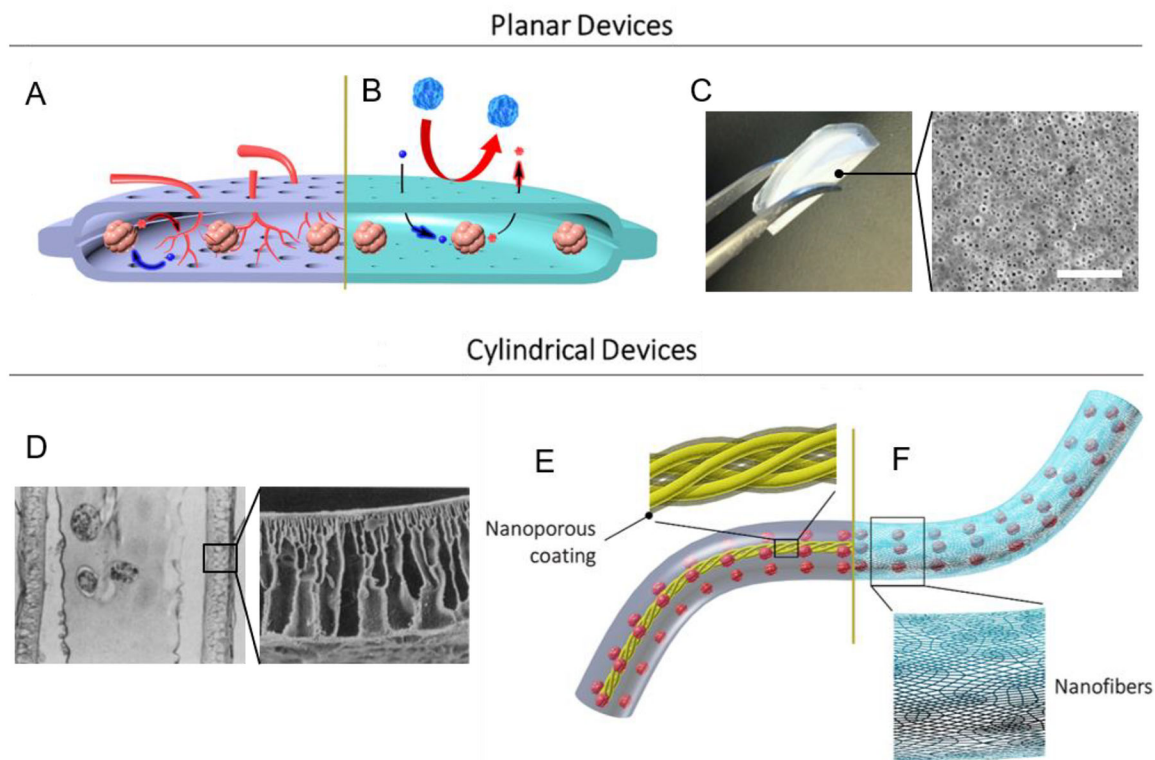 Planar Devices
A
B
C
Cylindrical Devices
D
E
F
Nanoporous
coating
Nanofibers